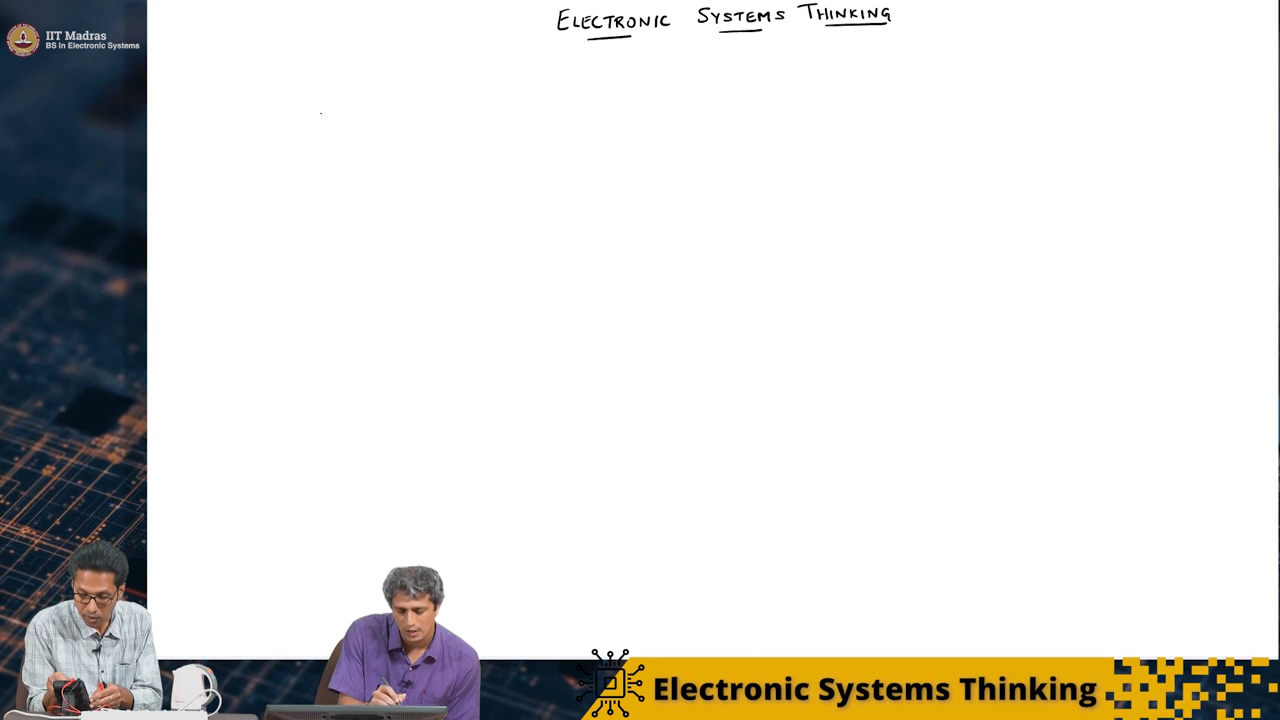 ELECTRONIC SYSTEMS THINKING
IIT Madras
BS in Electronic Systems
Electronic Systems Thinking